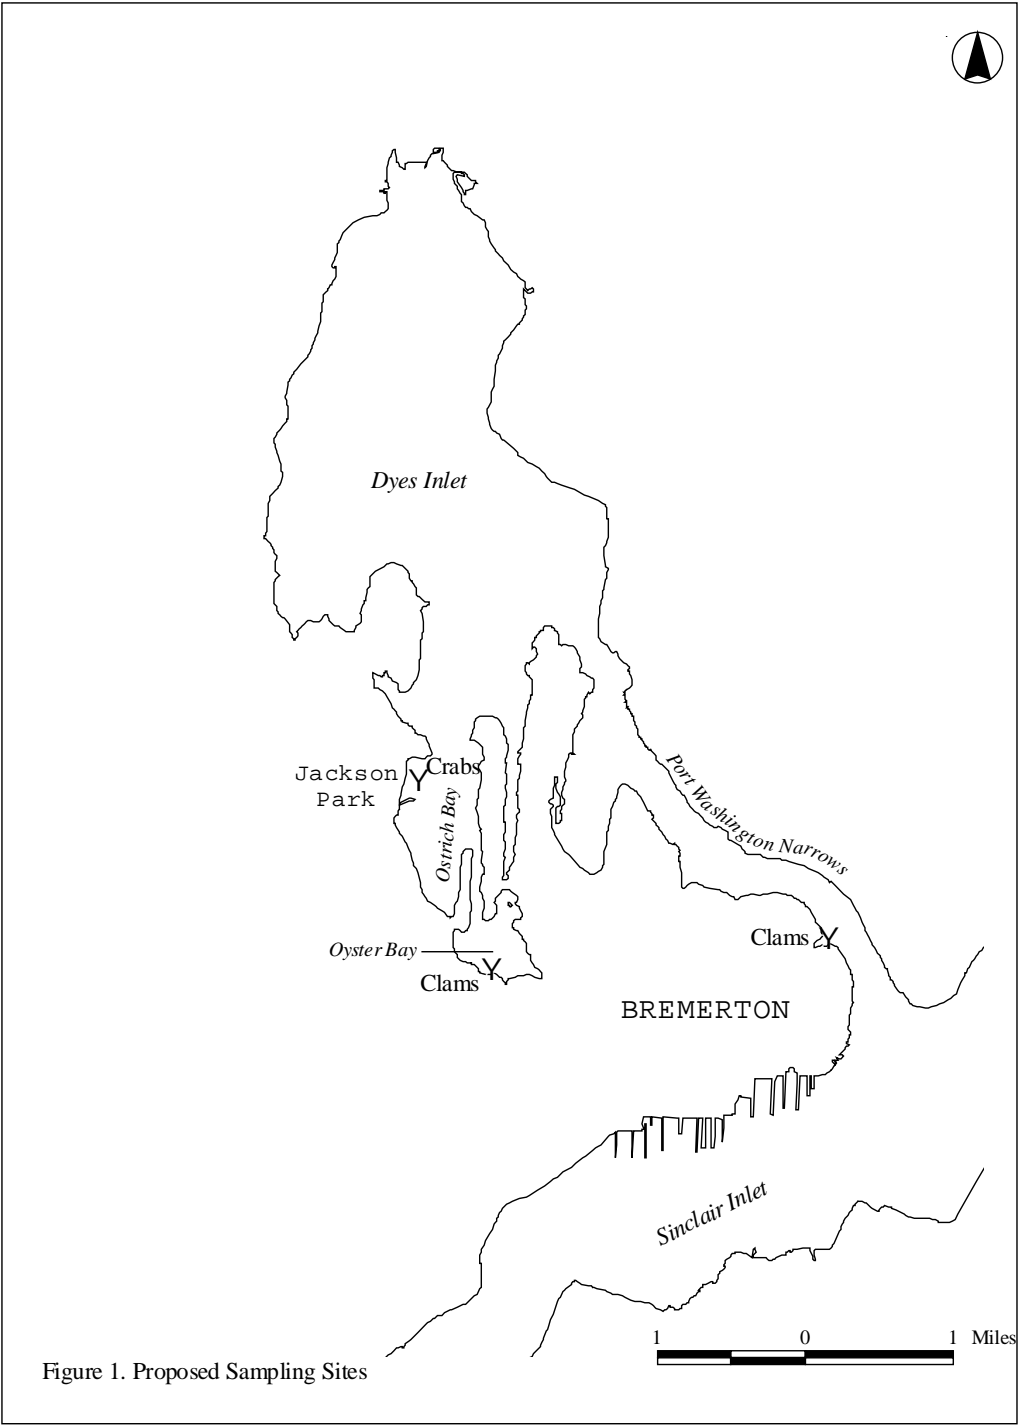 Dyes Inlet
Port Washington Narrows
Jackson
Park
Crabs
Y
Ostrich Bay
Clams
Y
Oyster Bay
Y
Clams
BREMERTON
Sinclair Inlet
1 0 1 Miles
Figure 1. Proposed Sampling Sites